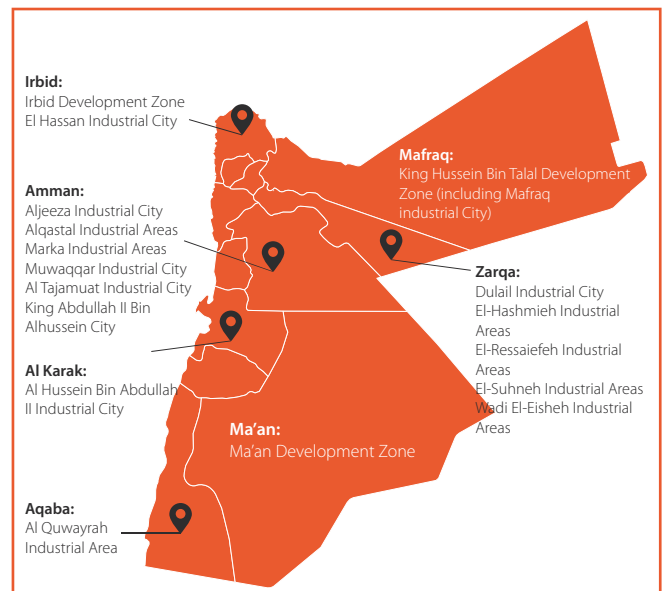 Irbid:
Irbid Development Zone
El Hassan Industrial City
Amman:
Aljeeza Industrial City
Alqastal Industrial Areas
Marka Industrial Areas
Muwaqqar Industrial City
Al Tajamuat Industrial City
King Abdullah II Bin
Alhussein City
Al Karak:
Al Hussein Bin Abdullah
II Industrial City
Aqaba:
Al Quwayrah
Industrial Area
Mafraq:
King Hussein Bin Talal Development
Zone (including Mafraq
industrial City)
Zarqa:
Dulail Industrial City
El-Hashmieh Industrial
Areas
El-Ressaiefeh Industrial
Areas
El-Suhneh Industrial Areas
Wadi El-Eisheh Industrial
Areas
Ma’an:
Ma’an Development Zone